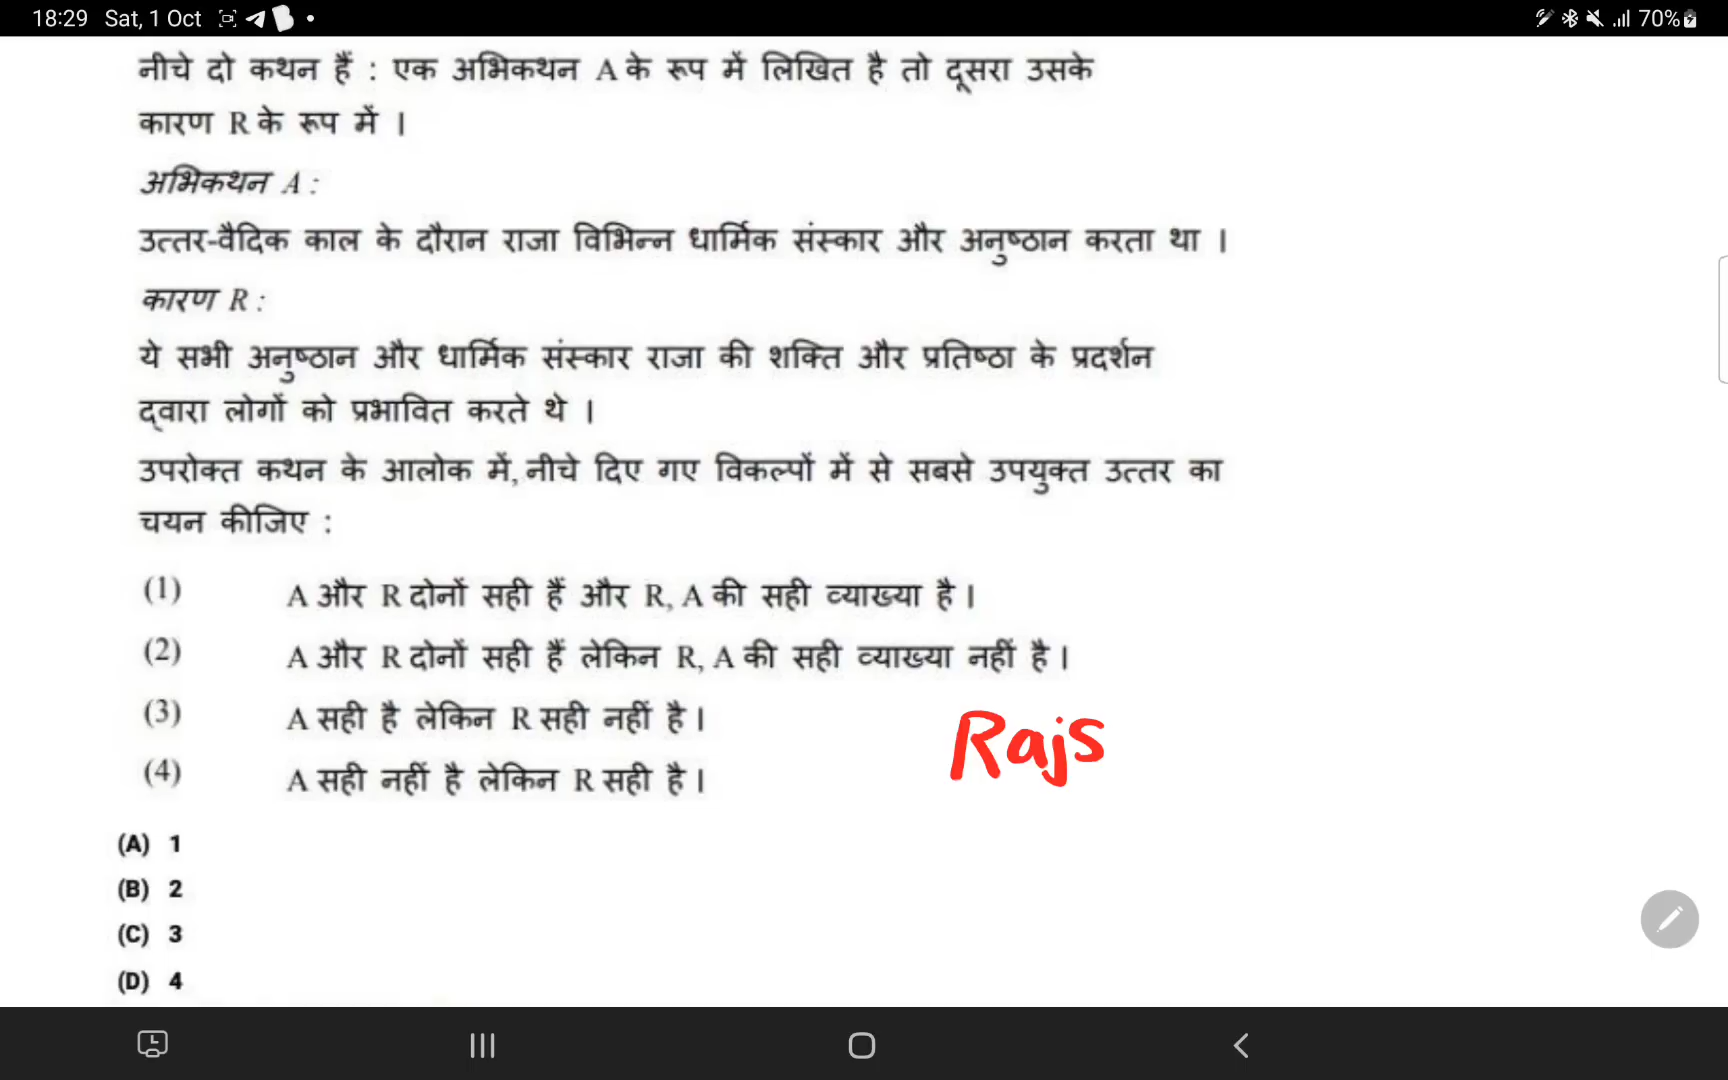 18:29 Sat, 1 Oct
70%
नीचे दो कथन हैं : एक अभिकथन A के रूप में लिखित है तो दूसरा उसके
कारण R के रूप में ।
अभिकथन A :
उत्तर-वैदिक काल के दौरान राजा विभिन्न धार्मिक संस्कार और अनुष्ठान करता था ।
कारण R :
ये सभी अनुष्ठान और धार्मिक संस्कार राजा की शक्ति और प्रतिष्ठा के प्रदर्शन
द्वारा लोगों को प्रभावित करते थे ।
उपरोक्त कथन के आलोक में, नीचे दिए गए विकल्पों में से सबसे उपयुक्त उत्तर का
चयन कीजिए :
(1) A और R दोनों सही हैं और R, A की सही व्याख्या है ।
(2) A और R दोनों सही हैं लेकिन R, A की सही व्याख्या नहीं है ।
(3) A सही है लेकिन R सही नहीं है ।
Rajs
(4) A सही नहीं है लेकिन R सही है ।
(A) 1
(B) 2
(C) 3
(D) 4